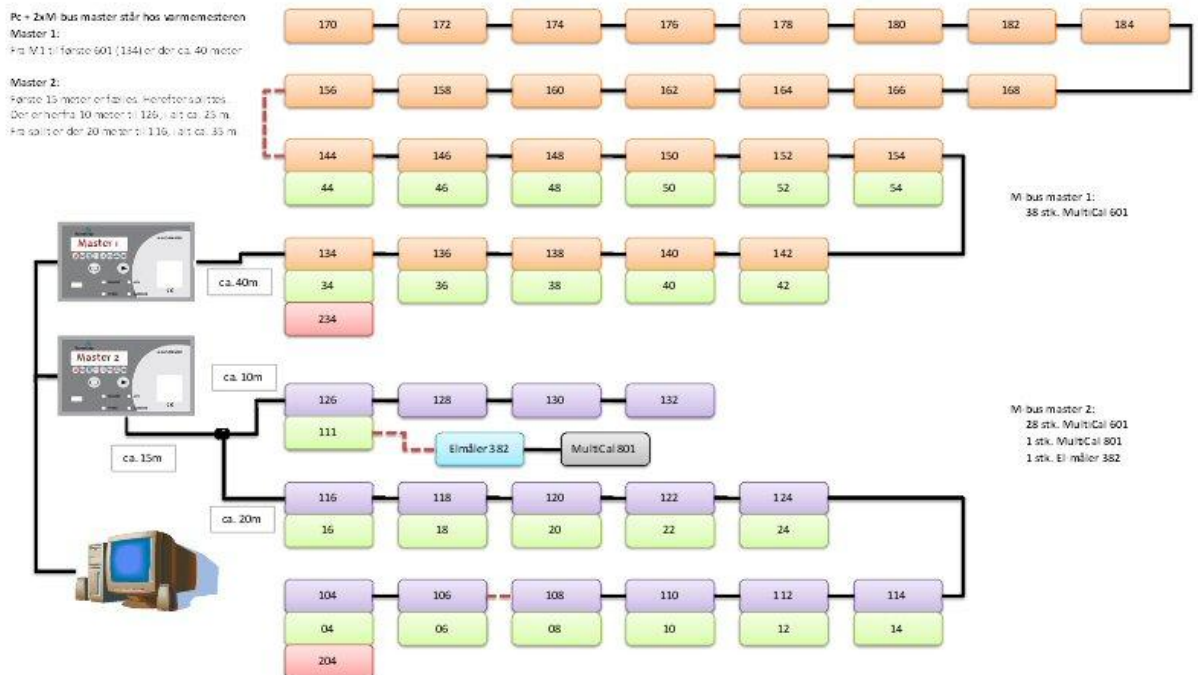 Pc + 2xM-bus master står hos varmemesteren
Master 1:
Fra M1 til første 601 (134) er der ca. 40 meter
Master 2:
Første 15 meter er fælles. Herefter splittes
Der er herfra 10 meter til 126, i alt ca. 25 m.
Fra split er der 20 meter til 116, i alt ca. 35 m
170 172 174 176 178 180 182 184
156 158 160 162 164 166 168
144 146 148 150 152 154
44 46 48 50 52 54
M-bus master 1:
38 stk. MultiCal 601
Master 1
ca. 40m
134 136 138 140 142
34 36 38 40 42
234
Master 2
ca. 10m
ca. 15m
126 128 130 132
111
Elmåler 382
MultiCal 801
M-bus master 2:
28 stk. MultiCal 601
1 stk. MultiCal 801
1 stk. El-måler 382
ca. 20m
116 118 120 122 124
16 18 20 22 24
104 106 108 110 112 114
04 06 08 10 12 14
204